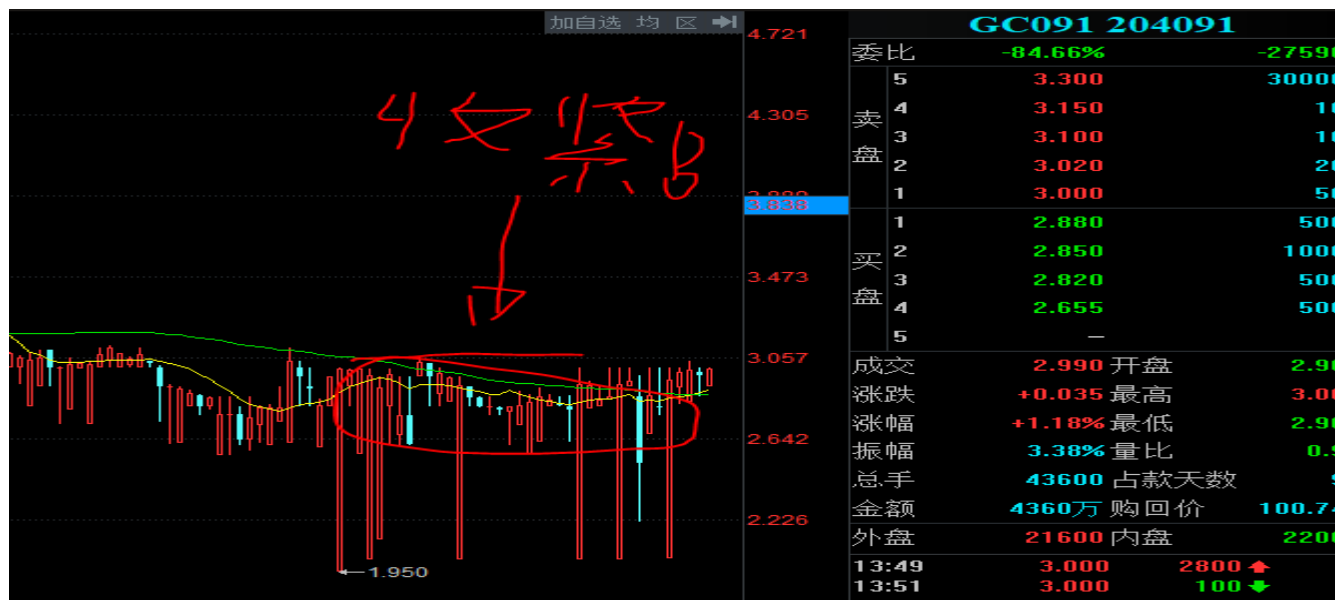 加自选 均 区
GC091 204091
4.721
委比 -84.66% -27590
5 3.300 30000
4.305
卖盘
4 3.150
3 3.100
2 3.020
1 3.000
3.838
买盘
1 2.880
2 2.850
3 2.820
4 2.655
5 —
3.473
3.057
2.642
2.226
←1.950
成交 2.990 开盘
涨跌 +0.035 最高
涨幅 +1.18% 最低
振幅 3.38% 量比
总手 43600 占款天数
金额 4360万 购回价
外盘 21600 内盘
13:49 3.000 2800
13:51 3.000 100